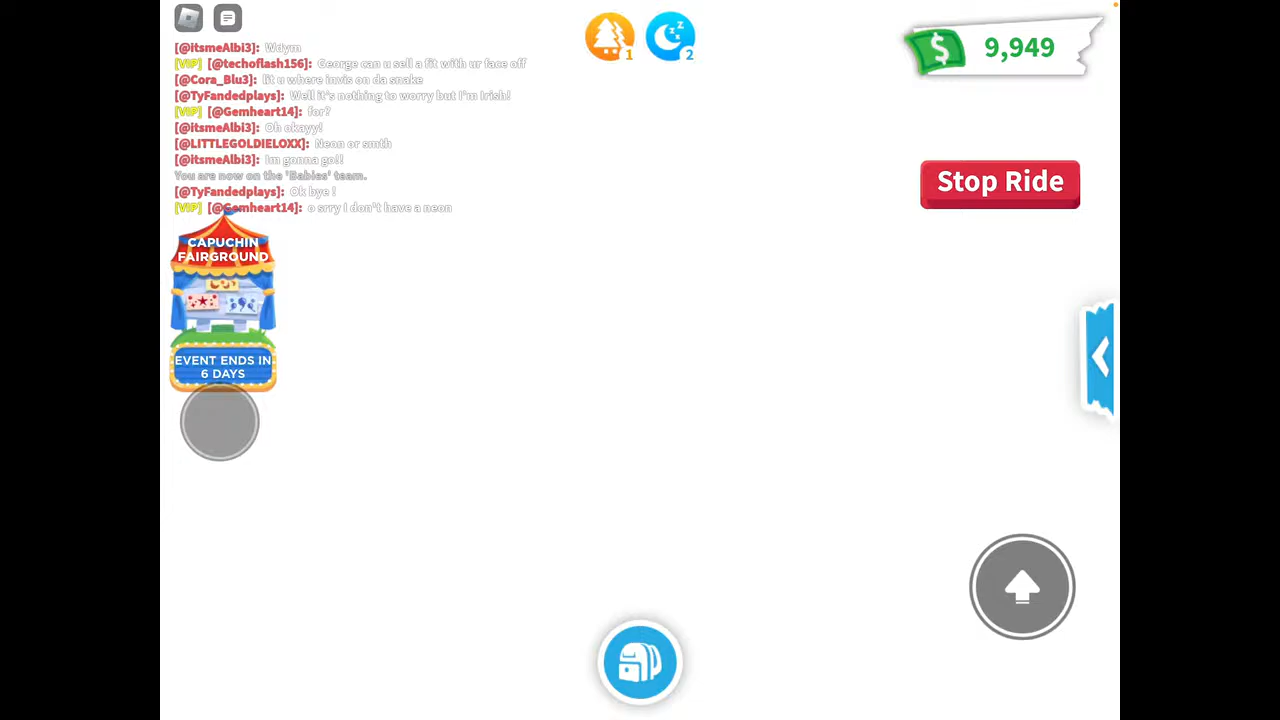 [@itsmeAlbi3]: Wdym
[VIP] [@techoflash156]: George can u sell a fit with ur face off
[@Cora_Blu3]: lit u where invis on da snake
[@TyFandedplays]: Well it's nothing to worry but I'm Irish!
[VIP] [@Gemheart14]: for?
[@itsmeAlbi3]: Oh okayy!
[@LITTLEGOLDIELOXX]: Neon or smth
[@itsmeAlbi3]: Im gonna go!!
You are now on the 'Babies' team.
[@TyFandedplays]: Ok bye !
[VIP] [@Gemheart14]: o srry I don't have a neon
CAPUCHIN
FAIRGROUND
EVENT ENDS IN
6 DAYS
1
z z z
2
$ 9,949
Stop Ride